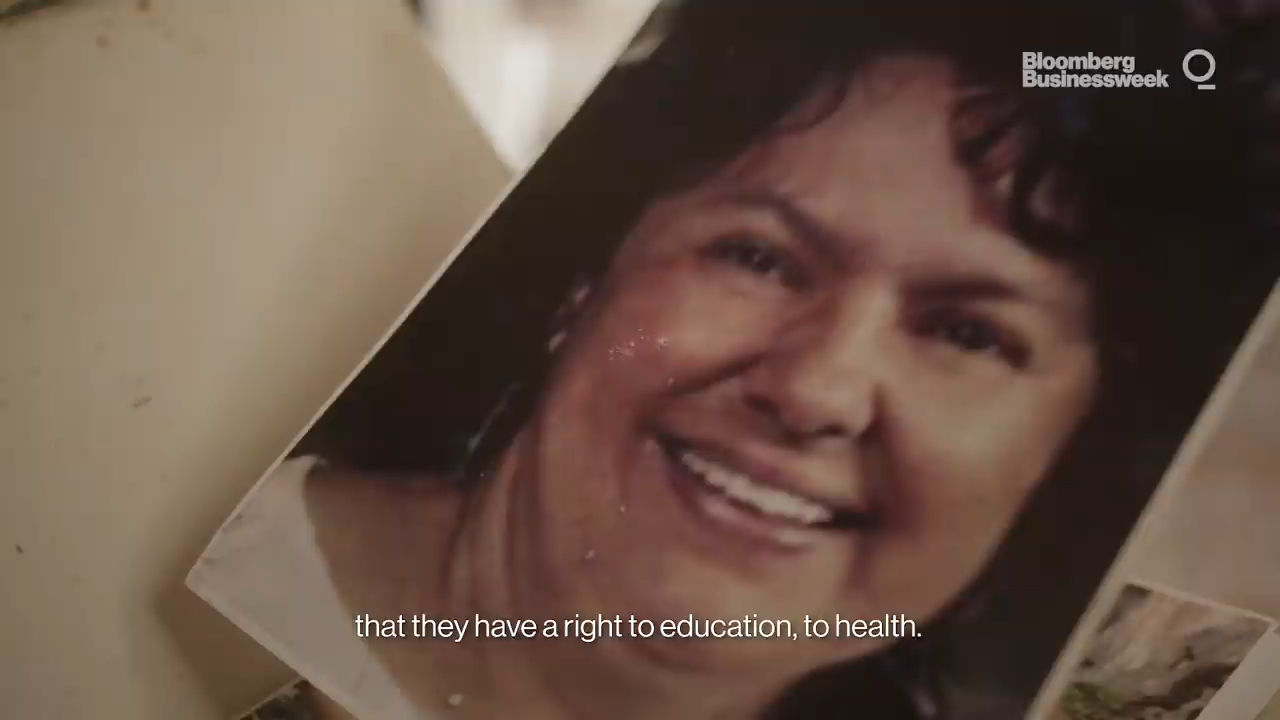 Bloomberg
Businessweek
that they have a right to education, to health.